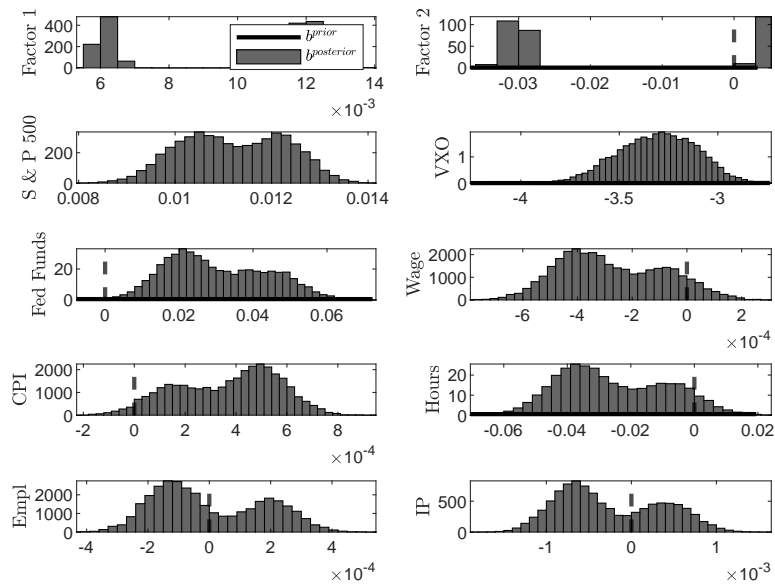 Factor 1
400
200
0
b^prior
b^posterior
6 8 10 12 14
×10^-3
Factor 2
100
50
0
-0.03 -0.02 -0.01 0
S & P 500
200
0
0.008 0.01 0.012 0.014
VXO
1
0
-4 -3.5 -3
Fed Funds
20
0
0 0.02 0.04 0.06
Wage
2000
1000
0
-6 -4 -2 0 2
×10^-4
CPI
2000
1000
0
-2 0 2 4 6 8
×10^-4
Hours
20
10
0
-0.06 -0.04 -0.02 0 0.02
Empl
2000
1000
0
-4 -2 0 2 4
×10^-4
IP
500
0
-1 0 1
×10^-3